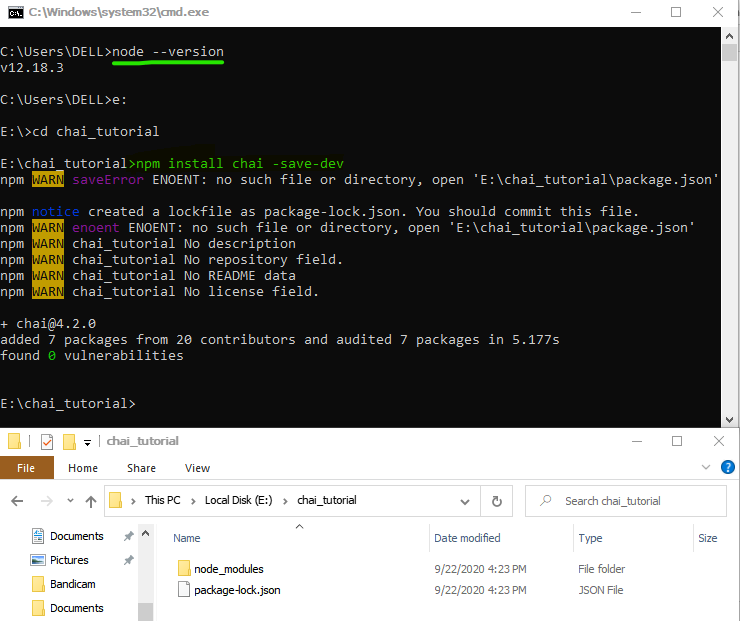 C:\Windows\system32\cmd.exe
C:\Users\DELL>node --version
v12.18.3
C:\Users\DELL>e:
E:\>cd chai_tutorial
E:\chai_tutorial>npm install chai -save-dev
npm WARN saveError ENOENT: no such file or directory, open 'E:\chai_tutorial\package.json'
npm notice created a lockfile as package-lock.json. You should commit this file.
npm WARN enoent ENOENT: no such file or directory, open 'E:\chai_tutorial\package.json'
npm WARN chai_tutorial No description
npm WARN chai_tutorial No repository field.
npm WARN chai_tutorial No README data
npm WARN chai_tutorial No license field.
+ chai@4.2.0
added 7 packages from 20 contributors and audited 7 packages in 5.177s
found 0 vulnerabilities
E:\chai_tutorial>
chai_tutorial
File Home Share View
This PC > Local Disk (E:) > chai_tutorial
Search chai_tutorial
Documents
Pictures
Bandicam
Documents
Name Date modified Type Size
node_modules 9/22/2020 4:23 PM File folder
package-lock.json 9/22/2020 4:23 PM JSON File